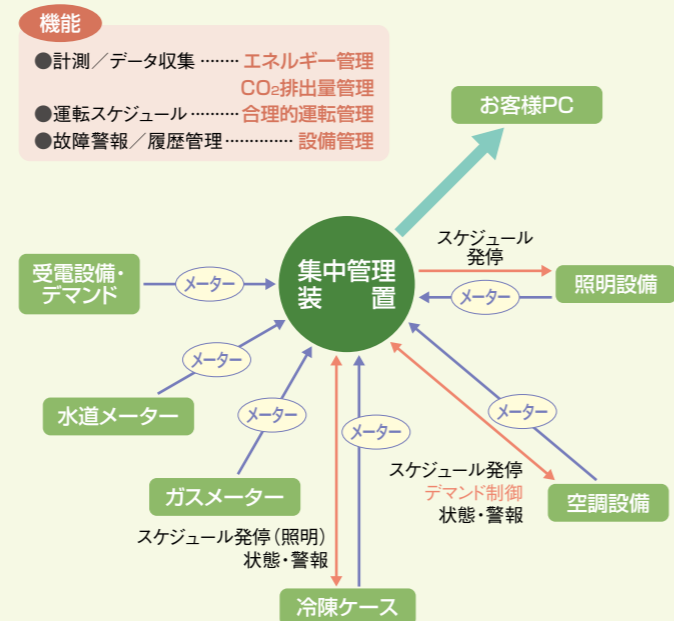 機能
●計測／データ収集 ········ エネルギー管理
CO₂排出量管理
●運転スケジュール ·········· 合理的運転管理
●故障警報／履歴管理 ·············· 設備管理
お客様PC
集中管理
装　置
スケジュール
発停
照明設備
メーター
受電設備・
デマンド
メーター
メーター
水道メーター
メーター
ガスメーター
メーター
メーター
スケジュール発停
デマンド制御
状態・警報
空調設備
スケジュール発停（照明）
状態・警報
冷陳ケース